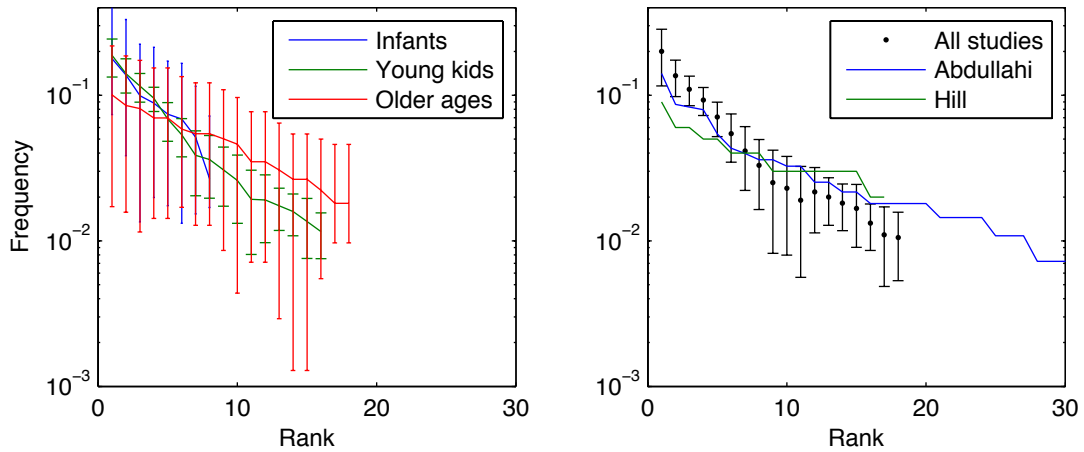 Infants
Young kids
Older ages
Frequency
10⁻¹
10⁻²
10⁻³
0 10 20 30
Rank
All studies
Abdullahi
Hill
10⁻¹
10⁻²
10⁻³
0 10 20 30
Rank